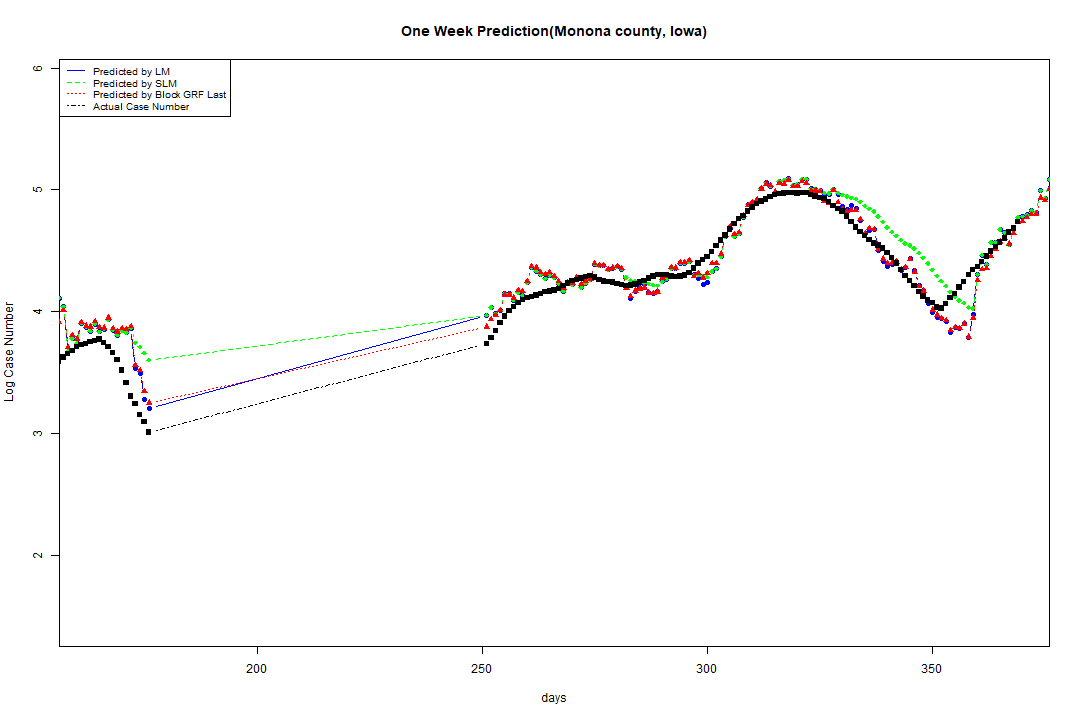 One Week Prediction(Monona county, Iowa)
Predicted by LM
Predicted by SLM
Predicted by Block GRF Last
Actual Case Number
6
5
4
3
2
Log Case Number
200
250
300
350
days